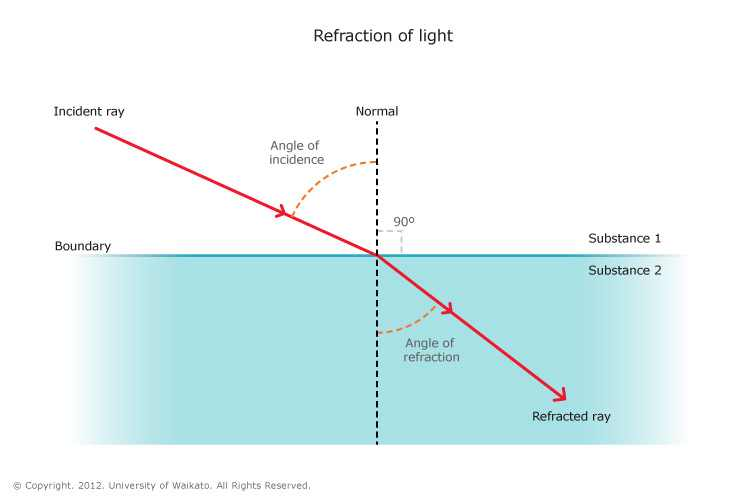 Refraction of light
Incident ray
Normal
Angle of
incidence
90º
Boundary
Substance 1
Substance 2
Angle of
refraction
Refracted ray
© Copyright. 2012. University of Waikato. All Rights Reserved.